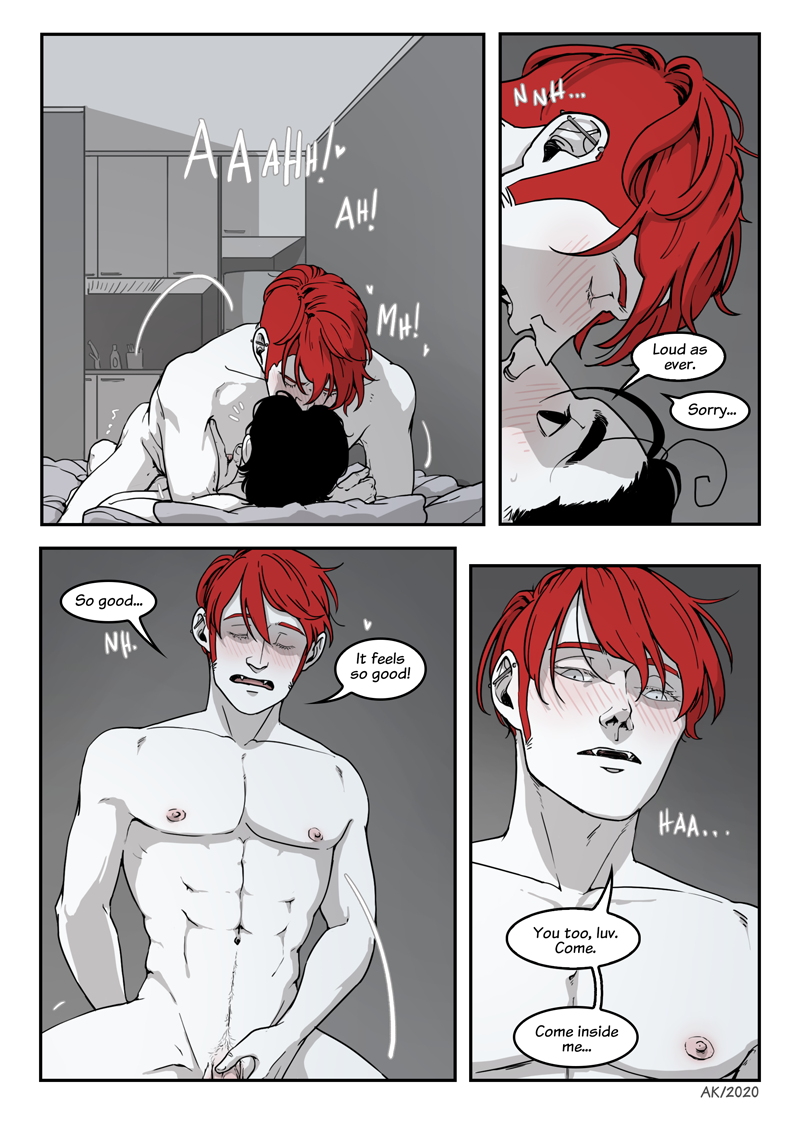 AAAAHH!♥
AH!
MH!
NNH...
Loud as
ever.
Sorry...
So good...
NH.
It feels
so good!
HAA...
You too, luv.
Come.
Come inside
me...
AK/2020